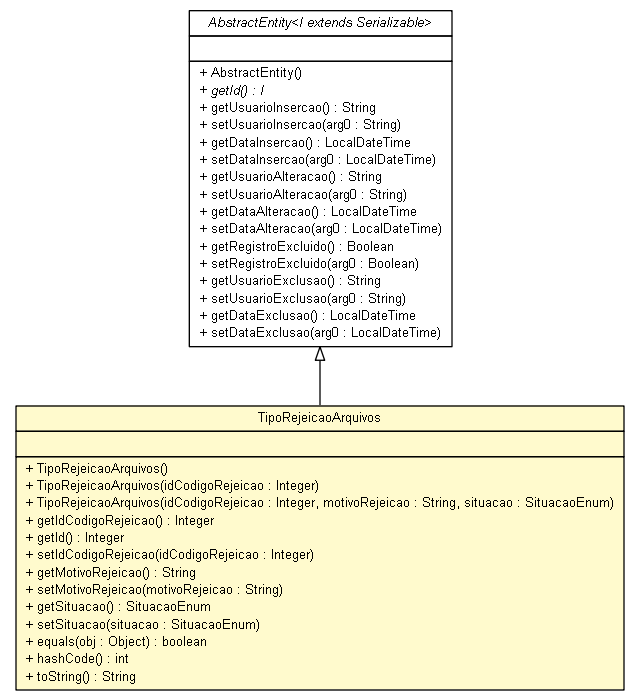 AbstractEntity<I extends Serializable>
+ AbstractEntity()
+ getId() : I
+ getUsuarioInsercao() : String
+ setUsuarioInsercao(arg0 : String)
+ getDataInsercao() : LocalDateTime
+ setDataInsercao(arg0 : LocalDateTime)
+ getUsuarioAlteracao() : String
+ setUsuarioAlteracao(arg0 : String)
+ getDataAlteracao() : LocalDateTime
+ setDataAlteracao(arg0 : LocalDateTime)
+ getRegistroExcluido() : Boolean
+ setRegistroExcluido(arg0 : Boolean)
+ getUsuarioExclusao() : String
+ setUsuarioExclusao(arg0 : String)
+ getDataExclusao() : LocalDateTime
+ setDataExclusao(arg0 : LocalDateTime)
TipoRejeicaoArquivos
+ TipoRejeicaoArquivos()
+ TipoRejeicaoArquivos(idCodigoRejeicao : Integer)
+ TipoRejeicaoArquivos(idCodigoRejeicao : Integer, motivoRejeicao : String, situacao : SituacaoEnum)
+ getIdCodigoRejeicao() : Integer
+ getId() : Integer
+ setIdCodigoRejeicao(idCodigoRejeicao : Integer)
+ getMotivoRejeicao() : String
+ setMotivoRejeicao(motivoRejeicao : String)
+ getSituacao() : SituacaoEnum
+ setSituacao(situacao : SituacaoEnum)
+ equals(obj : Object) : boolean
+ hashCode() : int
+ toString() : String